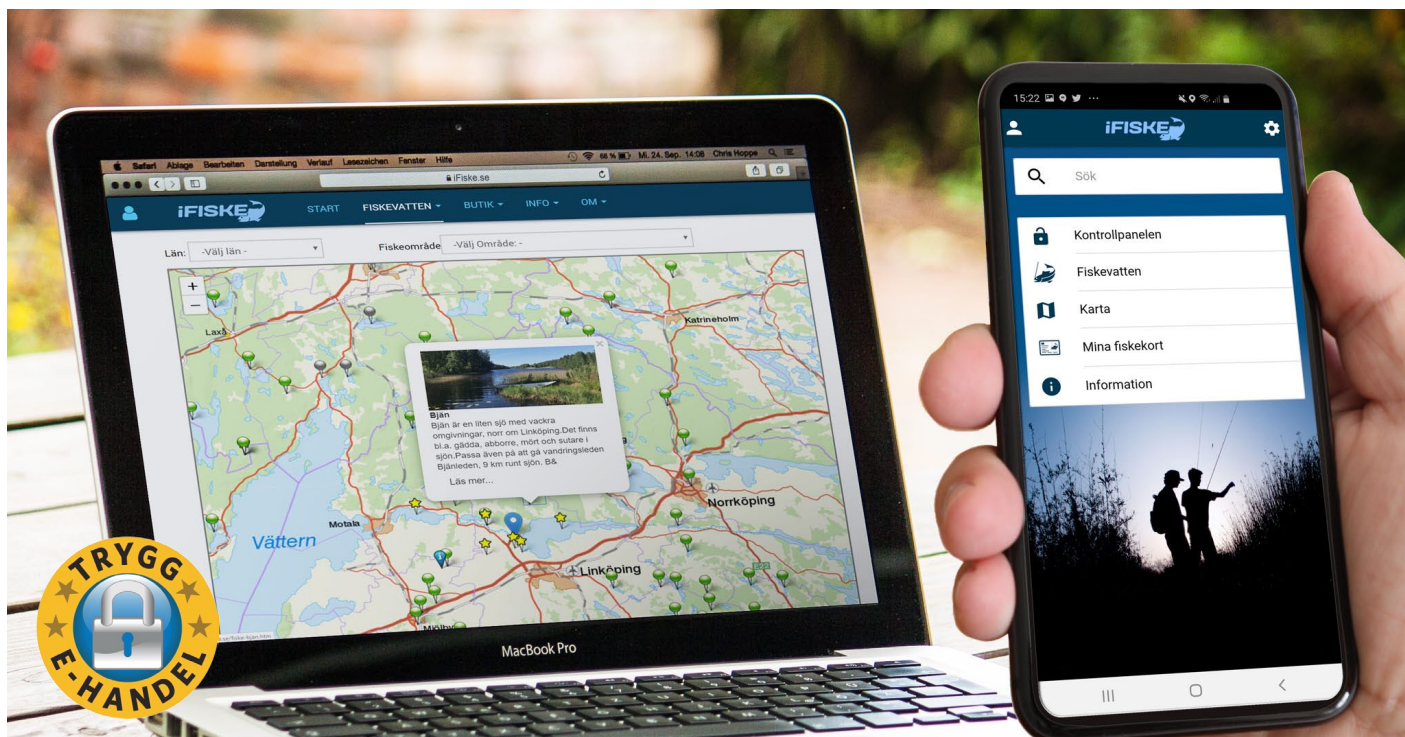 Safari Ablage Bearbeiten Darstellung Verlauf Lesezeichen Fenster Hilfe 66 % Mi. 24. Sep. 14:08 Chris Hoppe
iFiske.se
iFISKE START FISKEVATTEN BUTIK INFO OM
Län: -Välj län - Fiskeområde -Välj Område: -
+
−
Laxå
Katrineholm
Bjän
Bjän är en liten sjö med vackra
omgivningar, norr om Linköping.Det finns
bl.a. gädda, abborre, mört och sutare i
sjön.Passa även på att gå vandringsleden
Bjänleden, 9 km runt sjön. B&
Läs mer...
Norrköping
Motala
Vättern
Linköping
Mjölby
MacBook Pro
TRYGG
E-HANDEL
15:22
iFISKE
Sök
Kontrollpanelen
Fiskevatten
Karta
Mina fiskekort
Information